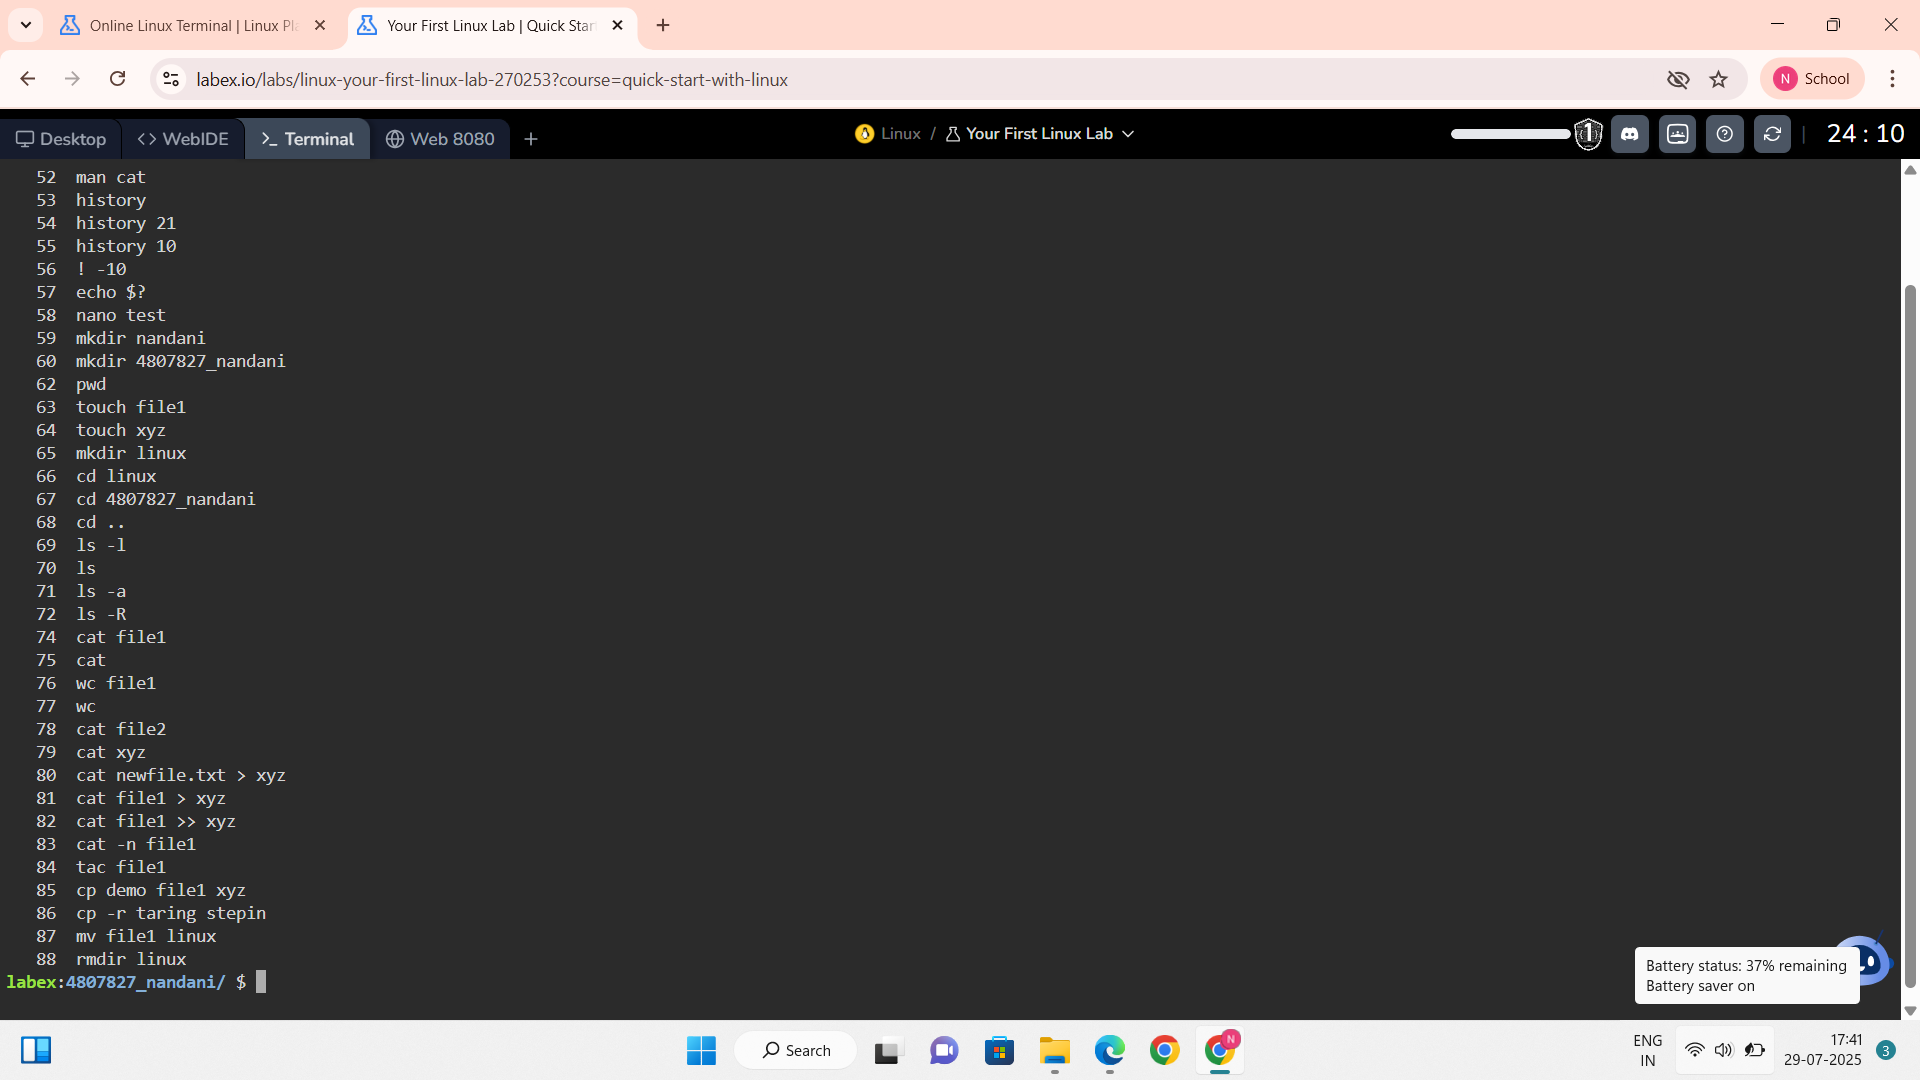 Online Linux Terminal | Linux Pl
Your First Linux Lab | Quick Star
labex.io/labs/linux-your-first-linux-lab-270253?course=quick-start-with-linux
N School
Desktop
WebIDE
Terminal
Web 8080
Linux / Your First Linux Lab
1
24 : 10
52 man cat
53 history
54 history 21
55 history 10
56 ! -10
57 echo $?
58 nano test
59 mkdir nandani
60 mkdir 4807827_nandani
62 pwd
63 touch file1
64 touch xyz
65 mkdir linux
66 cd linux
67 cd 4807827_nandani
68 cd ..
69 ls -l
70 ls
71 ls -a
72 ls -R
74 cat file1
75 cat
76 wc file1
77 wc
78 cat file2
79 cat xyz
80 cat newfile.txt > xyz
81 cat file1 > xyz
82 cat file1 >> xyz
83 cat -n file1
84 tac file1
85 cp demo file1 xyz
86 cp -r taring stepin
87 mv file1 linux
88 rmdir linux
labex:4807827_nandani/ $
Battery status: 37% remaining
Battery saver on
Search
N
ENG
IN
17:41
29-07-2025
3